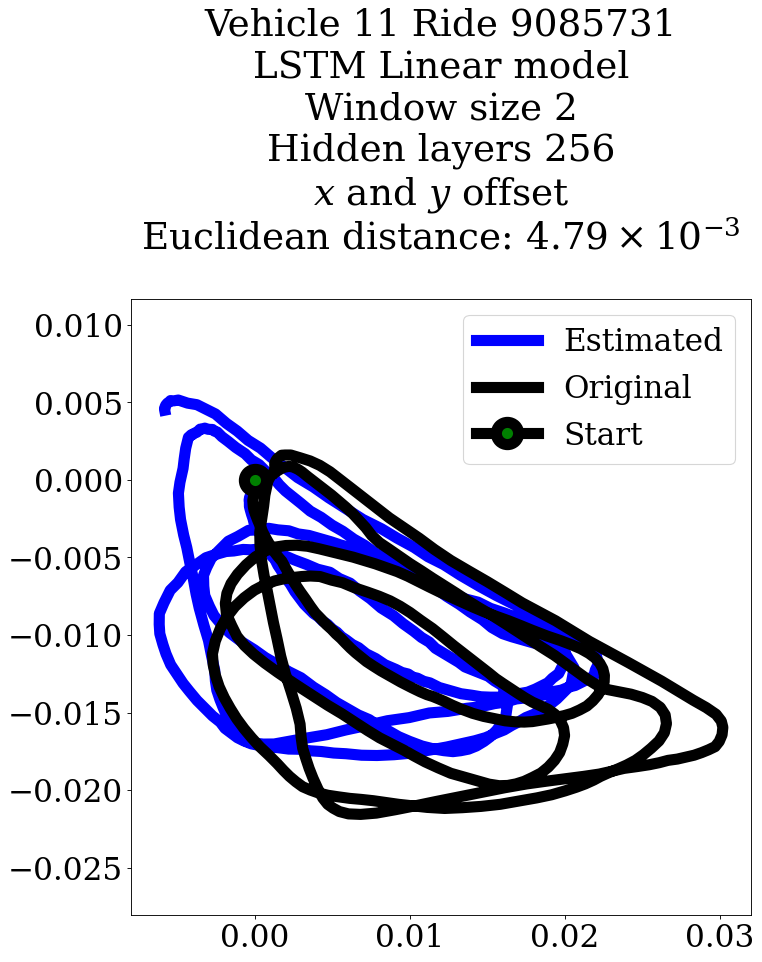 Vehicle 11 Ride 9085731
LSTM Linear model
Window size 2
Hidden layers 256
x and y offset
Euclidean distance: 4.79 × 10⁻³
Estimated
Original
Start
0.010
0.005
0.000
−0.005
−0.010
−0.015
−0.020
−0.025
0.00 0.01 0.02 0.03